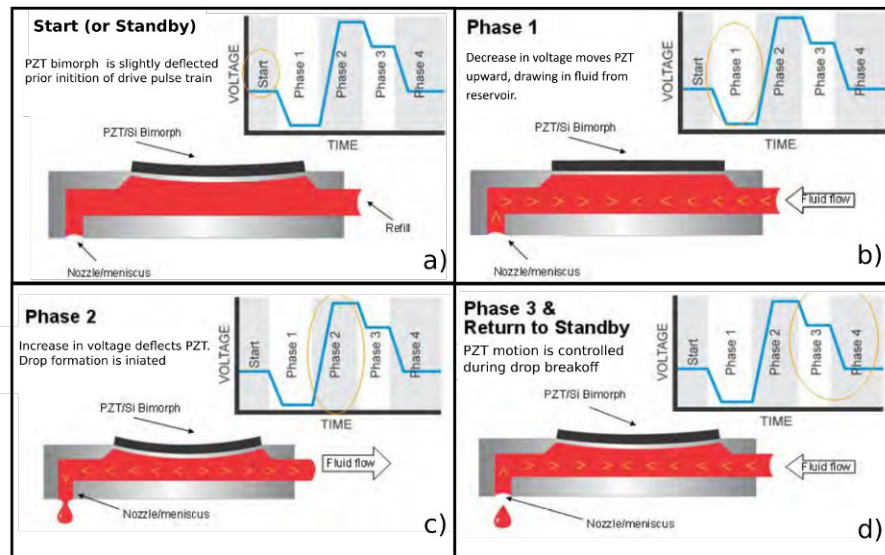 Start (or Standby)
PZT bimorph is slightly deflected
prior initition of drive pulse train
VOLTAGE
Start
Phase 1
Phase 2
Phase 3
Phase 4
TIME
PZT/Si Bimorph
Refill
Nozzle/meniscus
a)
Phase 1
Decrease in voltage moves PZT
upward, drawing in fluid from
reservoir.
VOLTAGE
Start
Phase 1
Phase 2
Phase 3
Phase 4
TIME
PZT/Si Bimorph
Fluid flow
Nozzle/meniscus
b)
Phase 2
Increase in voltage deflects PZT.
Drop formation is iniated
VOLTAGE
Start
Phase 1
Phase 2
Phase 3
Phase 4
TIME
PZT/Si Bimorph
Fluid flow
Nozzle/meniscus
c)
Phase 3 &
Return to Standby
PZT motion is controlled
during drop breakoff
VOLTAGE
Start
Phase 1
Phase 2
Phase 3
Phase 4
TIME
PZT/Si Bimorph
Fluid flow
Nozzle/meniscus
d)